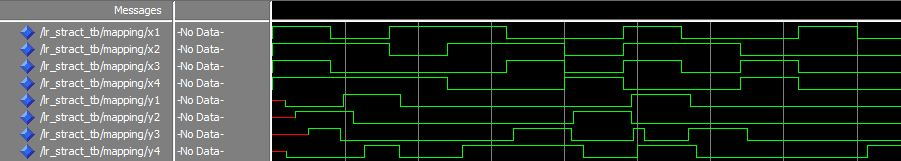 Messages
/lr_stract_tb/mapping/x1 -No Data-
/lr_stract_tb/mapping/x2 -No Data-
/lr_stract_tb/mapping/x3 -No Data-
/lr_stract_tb/mapping/x4 -No Data-
/lr_stract_tb/mapping/y1 -No Data-
/lr_stract_tb/mapping/y2 -No Data-
/lr_stract_tb/mapping/y3 -No Data-
/lr_stract_tb/mapping/y4 -No Data-